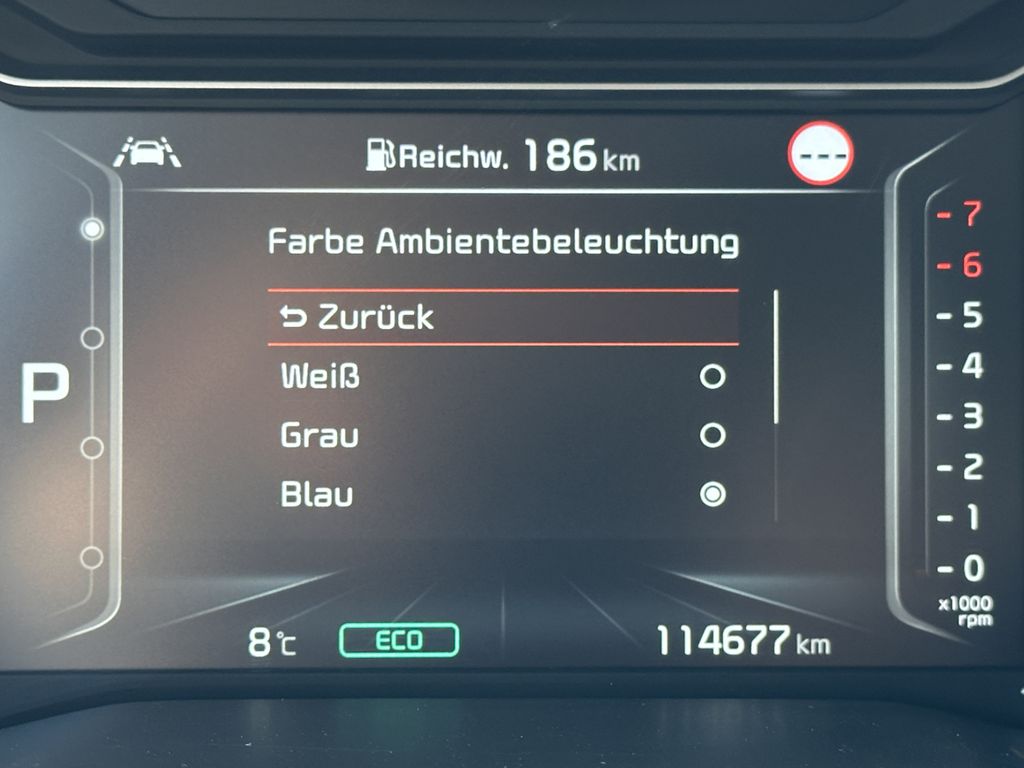 Reichw. 186 km
Farbe Ambientebeleuchtung
Zurück
Weiß
Grau
Blau
P
7
6
5
4
3
2
1
0
x1000
rpm
8 °C
ECO
114677 km